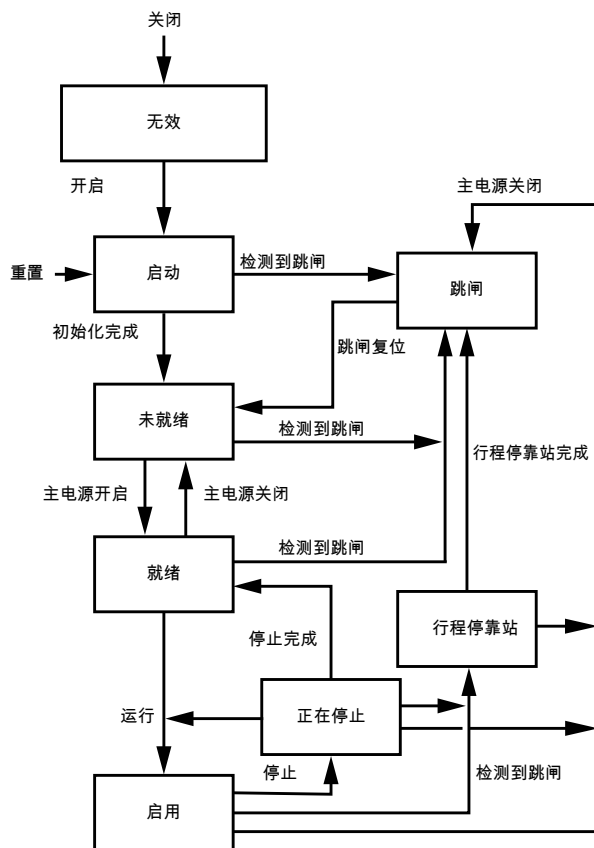 关闭
无效
开启
主电源关闭
重置
启动
检测到跳闸
跳闸
初始化完成
跳闸复位
未就绪
检测到跳闸
行程停靠站完成
主电源开启
主电源关闭
就绪
检测到跳闸
停止完成
行程停靠站
运行
正在停止
停止
检测到跳闸
启用